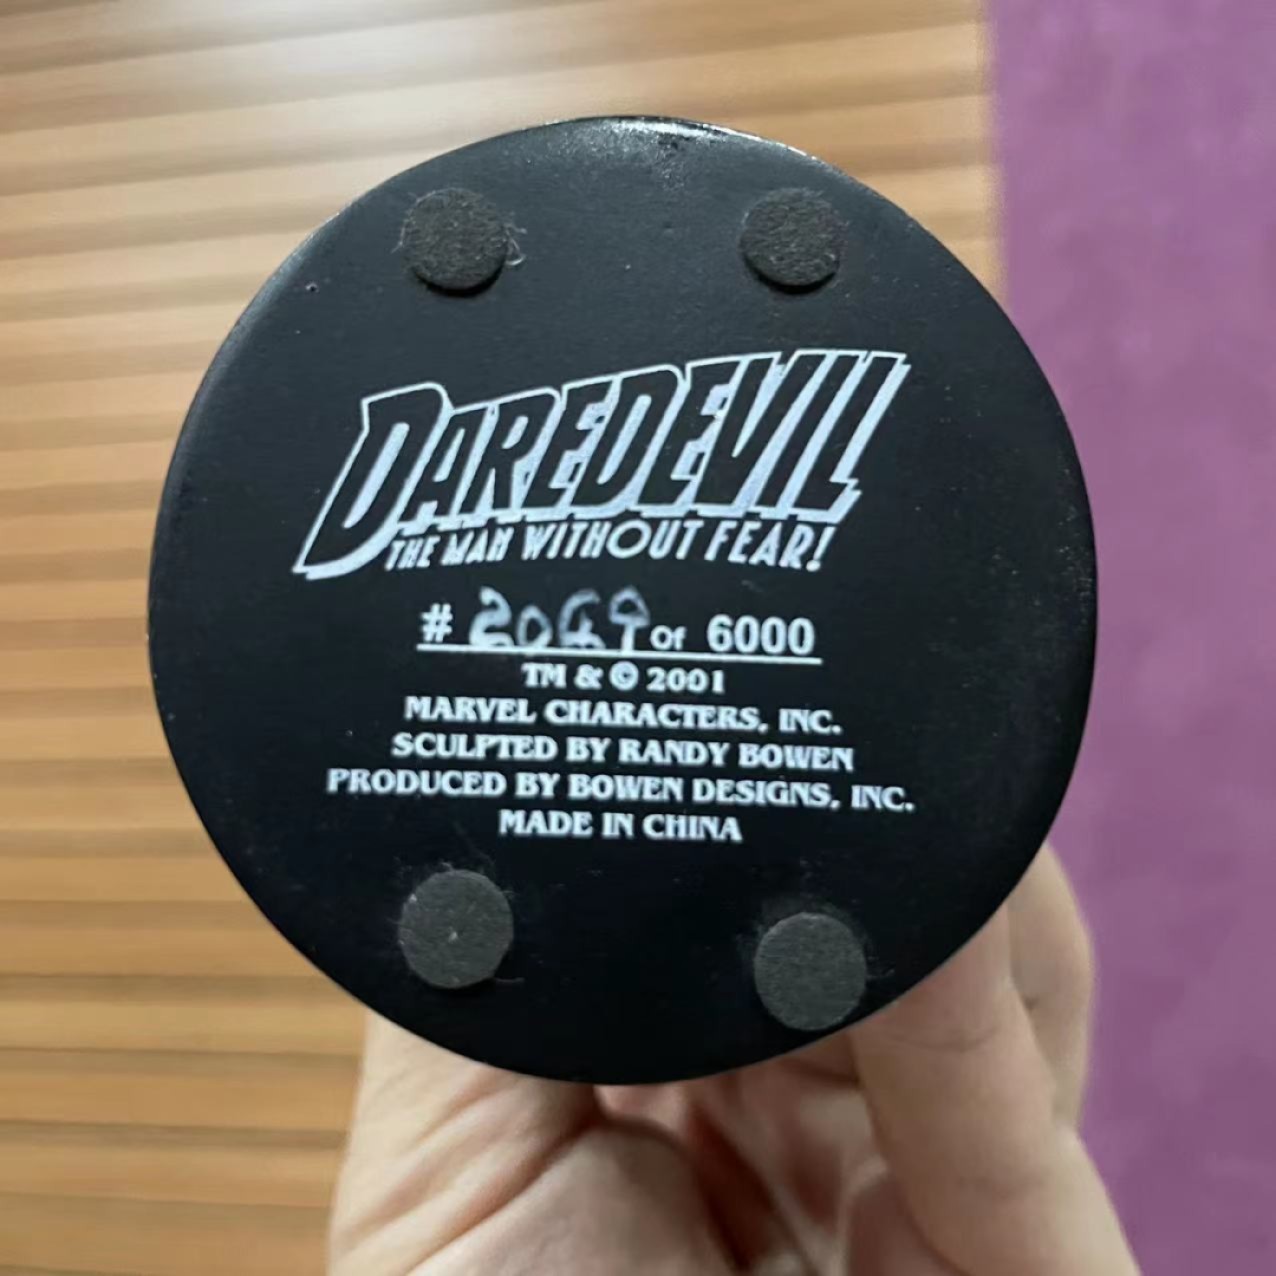 DAREDEVIL
THE MAN WITHOUT FEAR!
# 2069 Of 6000
TM & © 2001
MARVEL CHARACTERS, INC.
SCULPTED BY RANDY BOWEN
PRODUCED BY BOWEN DESIGNS, INC.
MADE IN CHINA